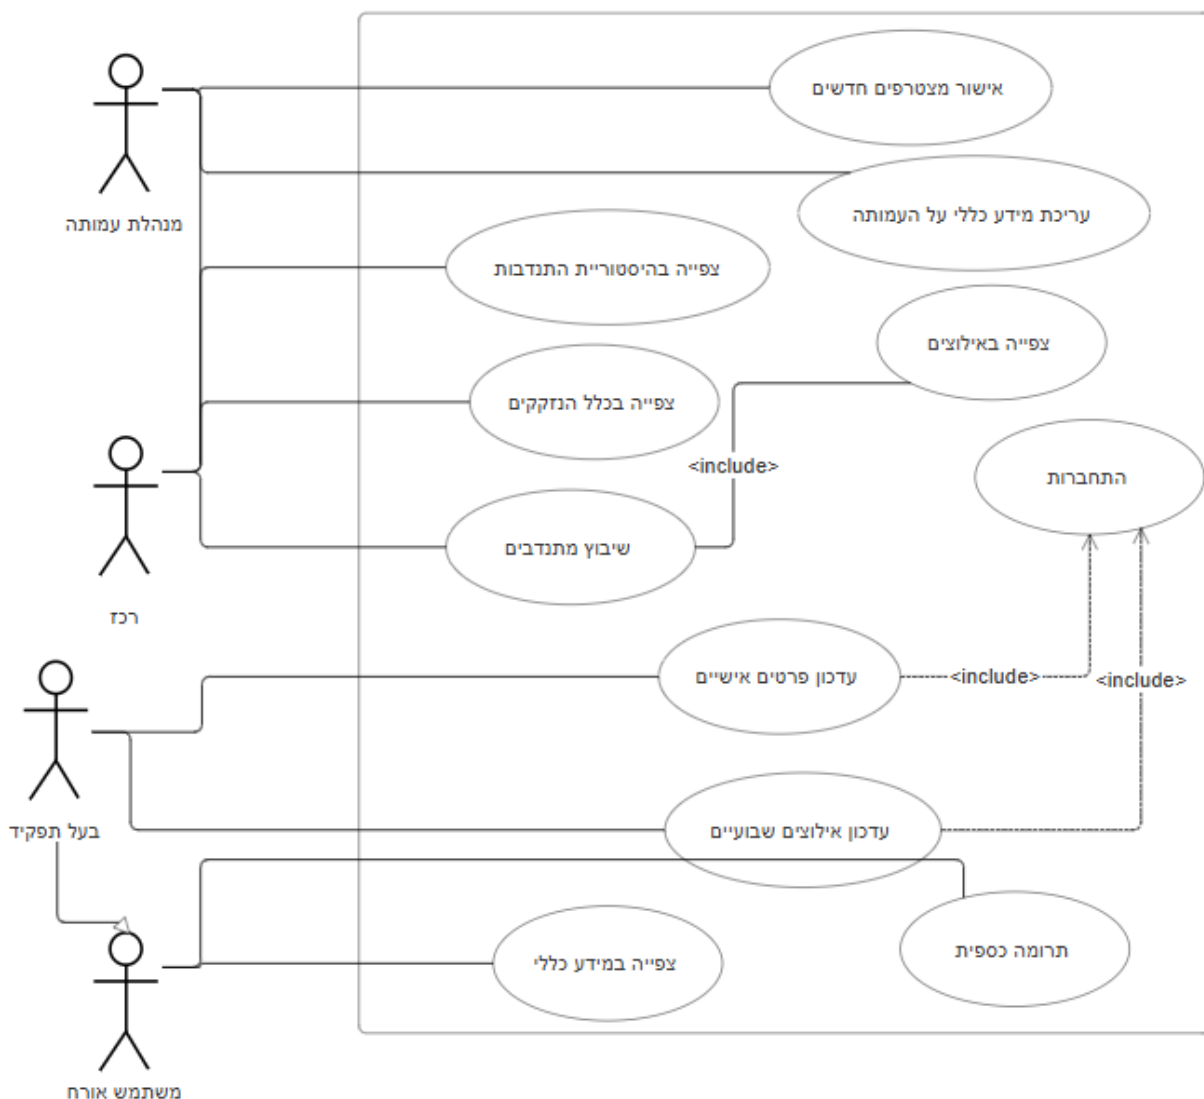 אישור מצטרפים חדשים
מנהלת עמותה
עריכת מידע כללי על העמותה
צפייה בהיסטוריית התנדבות
צפייה באילוצים
צפייה בכלל הנזקקים
<include>
התחברות
שיבוץ מתנדבים
רכז
עדכון פרטים אישיים
<include>
<include>
בעל תפקיד
עדכון אילוצים שבועיים
תרומה כספית
צפייה במידע כללי
משתמש אורח